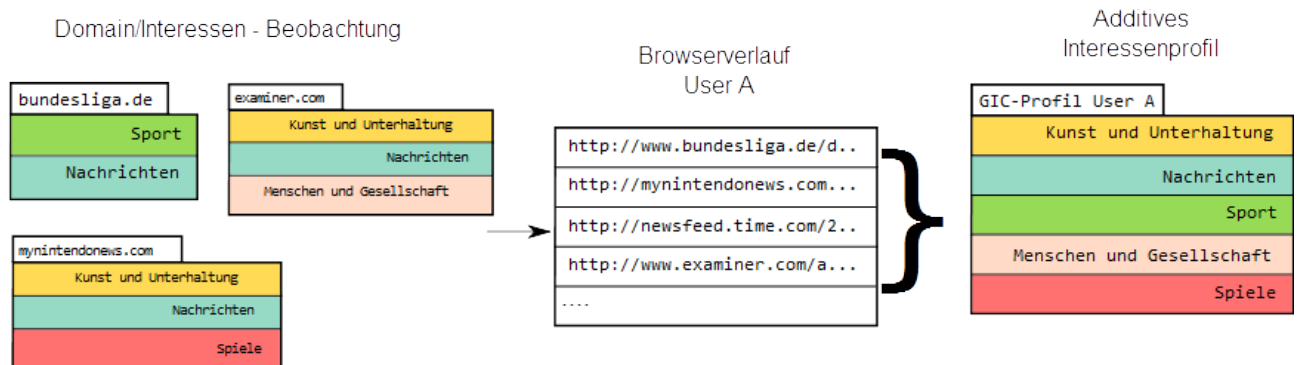 Domain/Interessen - Beobachtung
bundesliga.de
Sport
Nachrichten
examiner.com
Kunst und Unterhaltung
Nachrichten
Menschen und Gesellschaft
mynintendonews.com
Kunst und Unterhaltung
Nachrichten
Spiele
Browserverlauf
User A
http://www.bundesliga.de/d..
http://mynintendonews.com...
http://newsfeed.time.com/2..
http://www.examiner.com/a...
....
Additives
Interessenprofil
GIC-Profil User A
Kunst und Unterhaltung
Nachrichten
Sport
Menschen und Gesellschaft
Spiele